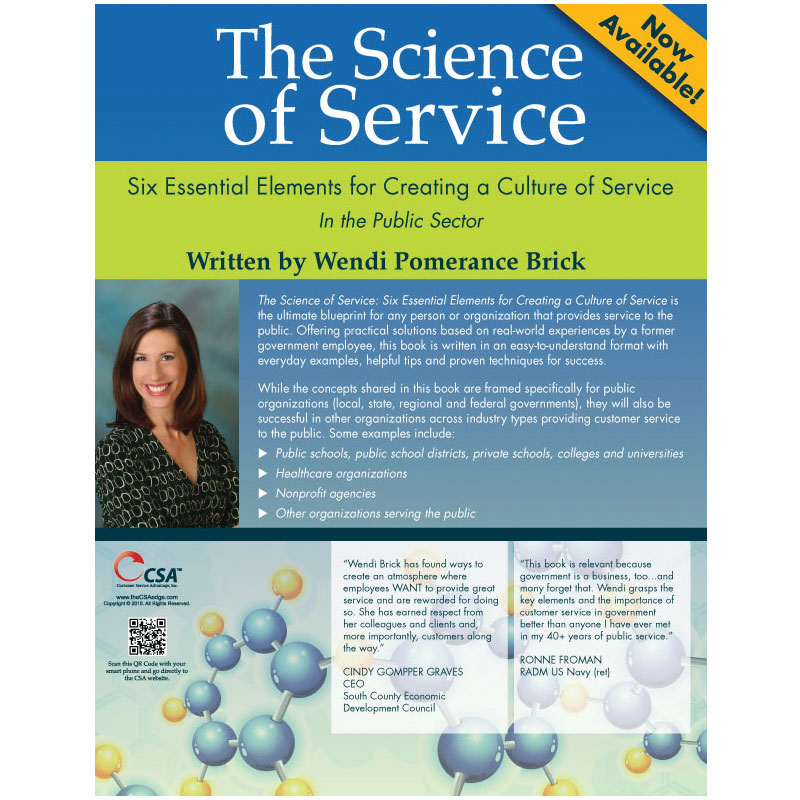 The Science
of Service
Now
Available!
Six Essential Elements for Creating a Culture of Service
In the Public Sector
Written by Wendi Pomerance Brick
The Science of Service: Six Essential Elements for Creating a Culture of Service is
the ultimate blueprint for any person or organization that provides service to the
public. Offering practical solutions based on real-world experiences by a former
government employee, this book is written in an easy-to-understand format with
everyday examples, helpful tips and proven techniques for success.
While the concepts shared in this book are framed specifically for public
organizations (local, state, regional and federal governments), they will also be
successful in other organizations across industry types providing customer service
to the public. Some examples include:
▶ Public schools, public school districts, private schools, colleges and universities
▶ Healthcare organizations
▶ Nonprofit agencies
▶ Other organizations serving the public
CSA™
Customer Service Advantage, Inc.
www.theCSAedge.com
Copyright © 2010. All Rights Reserved.
Scan this QR Code with your
smart phone and go directly to
the CSA website.
“Wendi Brick has found ways to
create an atmosphere where
employees WANT to provide great
service and are rewarded for doing
so. She has earned respect from
her colleagues and clients and,
more importantly, customers along
the way.”
CINDY GOMPPER GRAVES
CEO
South County Economic
Development Council
“This book is relevant because
government is a business, too...and
many forget that. Wendi grasps the
key elements and the importance of
customer service in government
better than anyone I have ever met
in my 40+ years of public service.”
RONNE FROMAN
RADM US Navy (ret)